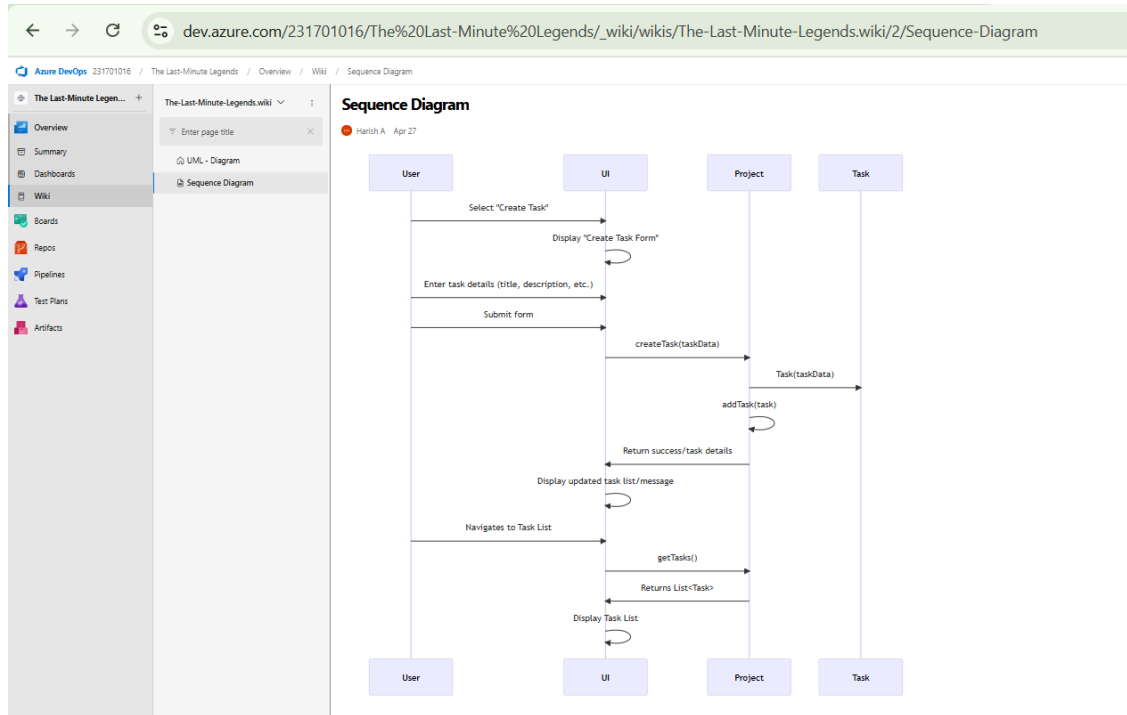 dev.azure.com/231701016/The%20Last-Minute%20Legends/_wiki/wikis/The-Last-Minute-Legends.wiki/2/Sequence-Diagram
Azure DevOps 231701016 / The Last-Minute Legends / Overview / Wiki / Sequence Diagram
The Last-Minute Legen... +
Overview
Summary
Dashboards
Wiki
Boards
Repos
Pipelines
Test Plans
Artifacts
The-Last-Minute-Legends.wiki
Enter page title
UML - Diagram
Sequence Diagram
Sequence Diagram
Harish A Apr 27
User UI Project Task
Select "Create Task"
Display "Create Task Form"
Enter task details (title, description, etc.)
Submit form
createTask(taskData)
Task(taskData)
addTask(task)
Return success/task details
Display updated task list/message
Navigates to Task List
getTasks()
Returns List<Task>
Display Task List
User UI Project Task